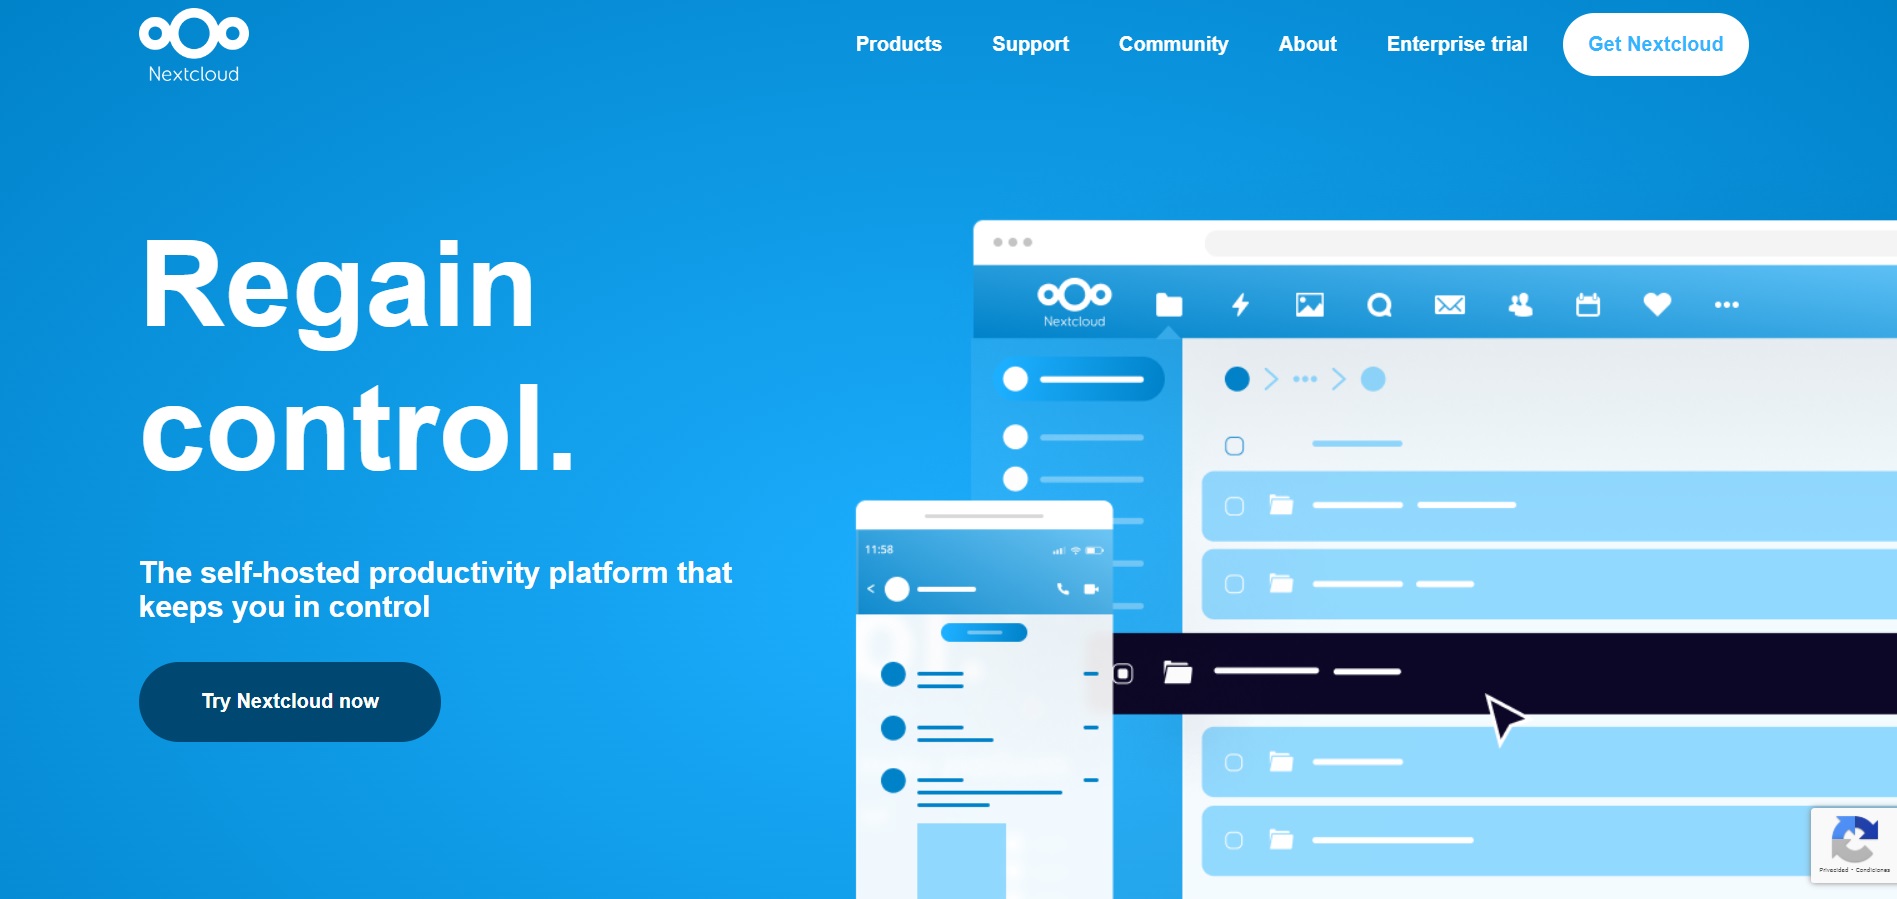 Nextcloud
Products Support Community About Enterprise trial Get Nextcloud
Regain
control.
The self-hosted productivity platform that
keeps you in control
Try Nextcloud now
Nextcloud
11:58
Privacidad - Condiciones